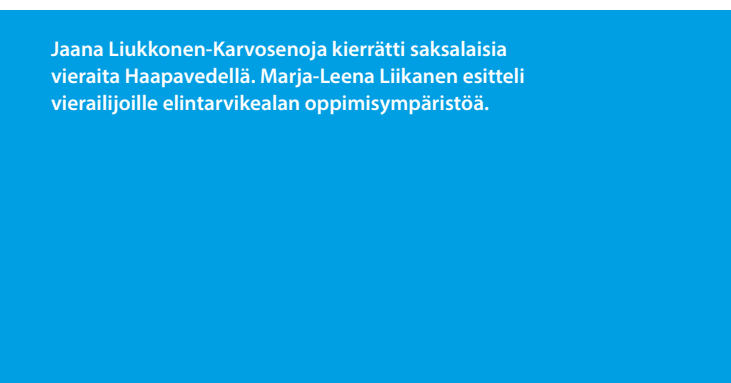 Jaana Liukkonen-Karvosenoja kierrätti saksalaisia
vieraita Haapavedellä. Marja-Leena Liikanen esitteli
vierailijoille elintarvikealan oppimisympäristöä.